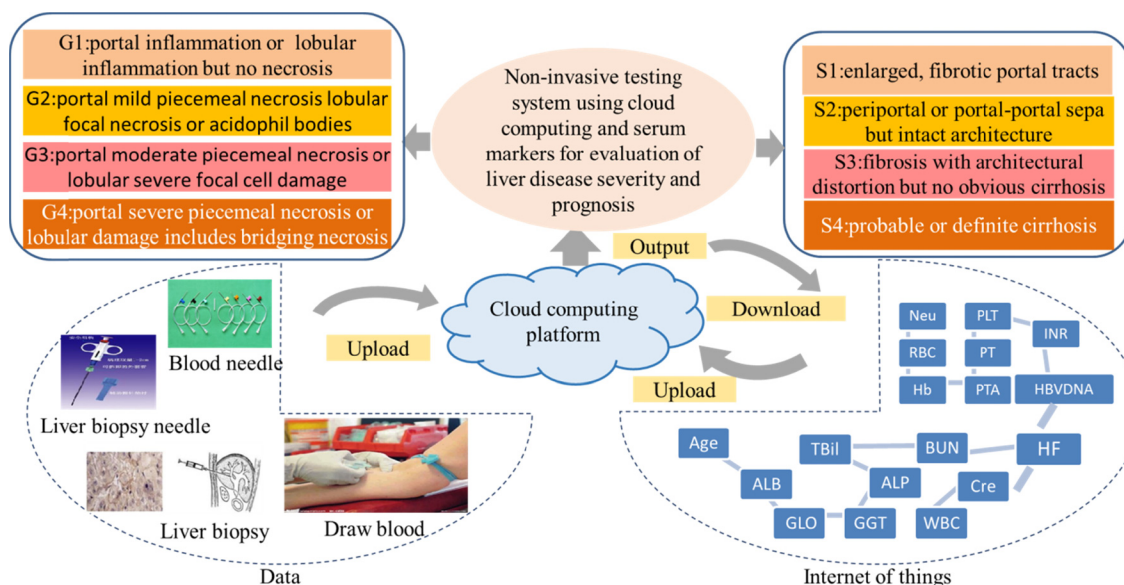 G1:portal inflammation or lobular
inflammation but no necrosis
G2:portal mild piecemeal necrosis lobular
focal necrosis or acidophil bodies
G3:portal moderate piecemeal necrosis or
lobular severe focal cell damage
G4:portal severe piecemeal necrosis or
lobular damage includes bridging necrosis
Non-invasive testing
system using cloud
computing and serum
markers for evaluation of
liver disease severity and
prognosis
S1:enlarged, fibrotic portal tracts
S2:periportal or portal-portal sepa
but intact architecture
S3:fibrosis with architectural
distortion but no obvious cirrhosis
S4:probable or definite cirrhosis
Output
Cloud computing
platform
Download
Upload
Upload
Blood needle
Liver biopsy needle
Liver biopsy
Draw blood
Data
Neu
PLT
INR
RBC
PT
Hb
PTA
HBVDNA
Age
TBil
BUN
HF
ALB
ALP
Cre
GLO
GGT
WBC
Internet of things